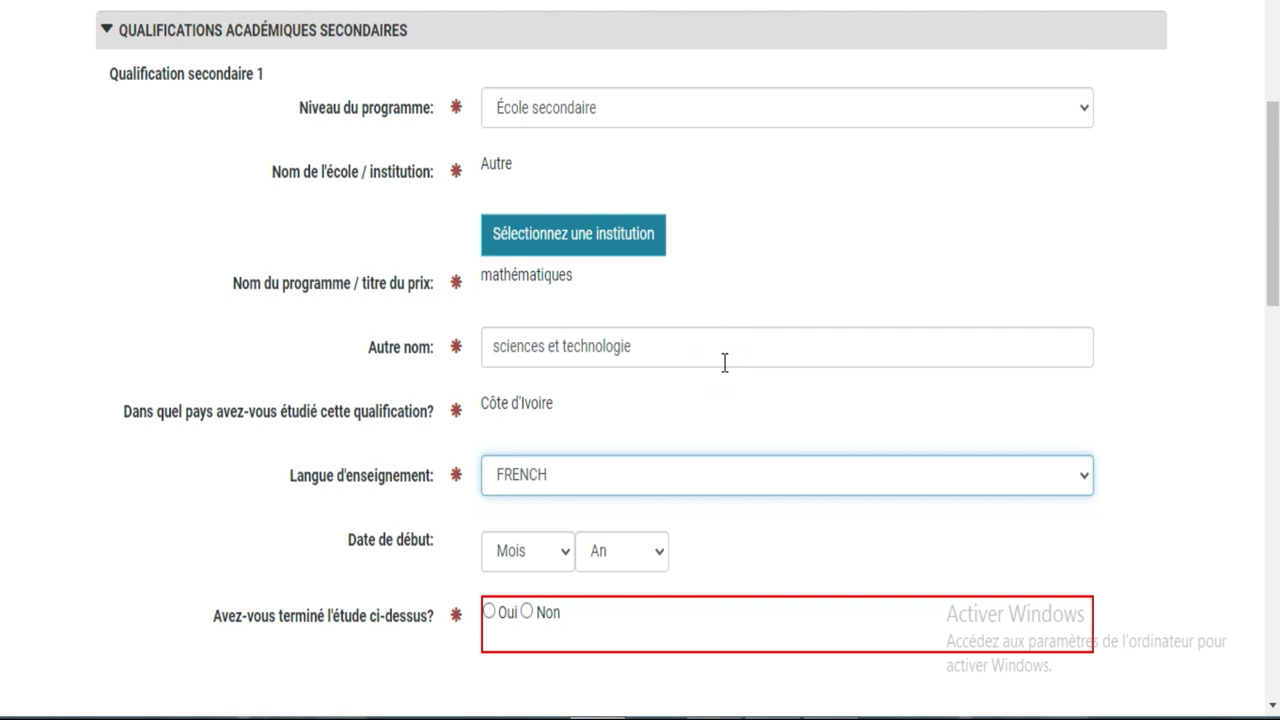 QUALIFICATIONS ACADÉMIQUES SECONDAIRES
Qualification secondaire 1
Niveau du programme: * École secondaire
Nom de l'école / institution: * Autre
Sélectionnez une institution
Nom du programme / titre du prix: * mathématiques
Autre nom: * sciences et technologie
Dans quel pays avez-vous étudié cette qualification? * Côte d'Ivoire
Langue d'enseignement: * FRENCH
Date de début: Mois An
Avez-vous terminé l'étude ci-dessus? * Oui Non
Activer Windows
Accédez aux paramètres de l'ordinateur pour
activer Windows.